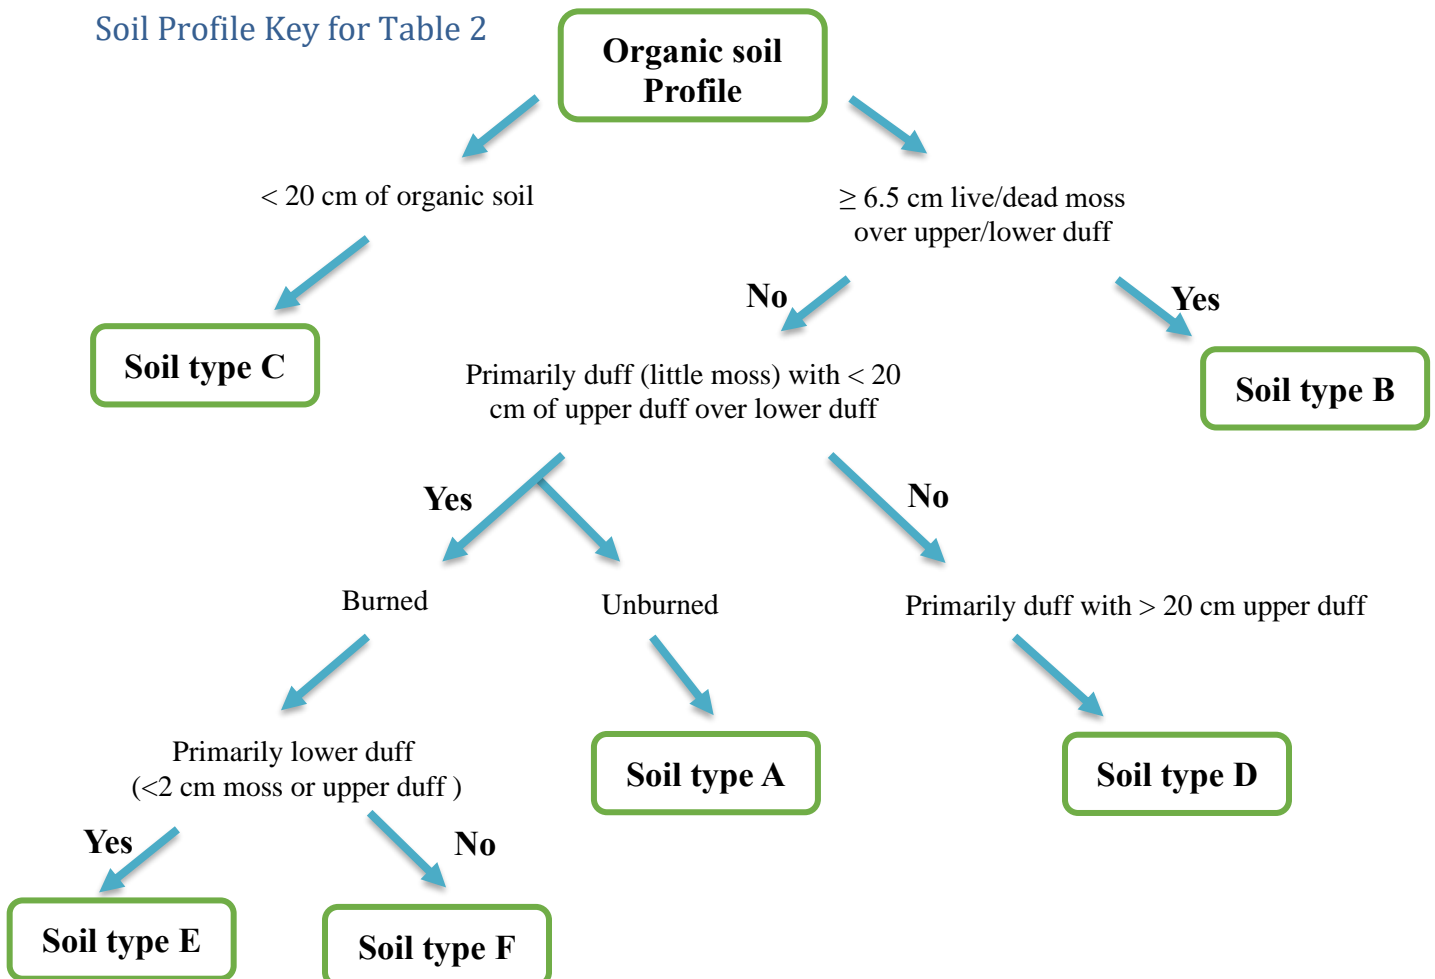 Soil Profile Key for Table 2
Organic soil
Profile
< 20 cm of organic soil
≥ 6.5 cm live/dead moss
over upper/lower duff
No
Yes
Soil type C
Primarily duff (little moss) with < 20
cm of upper duff over lower duff
Soil type B
Yes
No
Burned
Unburned
Primarily duff with > 20 cm upper duff
Primarily lower duff
(<2 cm moss or upper duff )
Soil type A
Soil type D
Yes
No
Soil type E
Soil type F